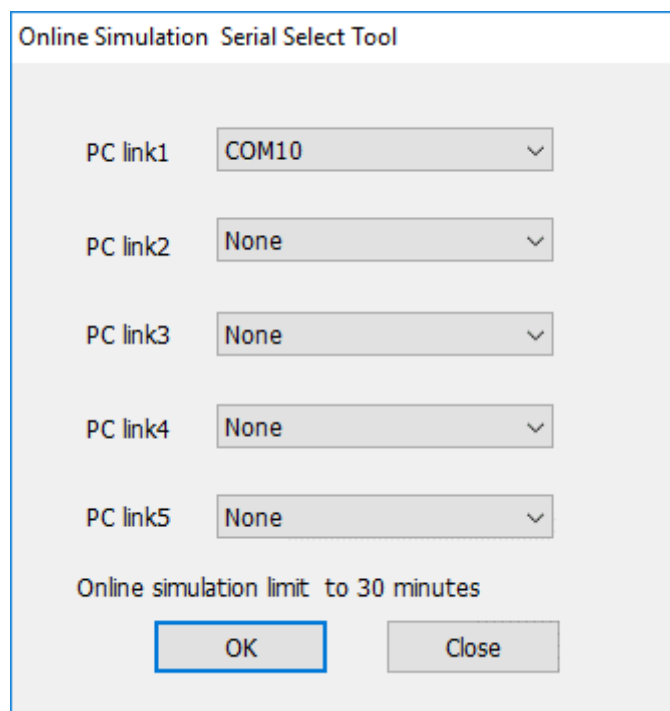 Online Simulation  Serial Select Tool
PC link1 COM10
PC link2 None
PC link3 None
PC link4 None
PC link5 None
Online simulation limit  to 30 minutes
OK Close